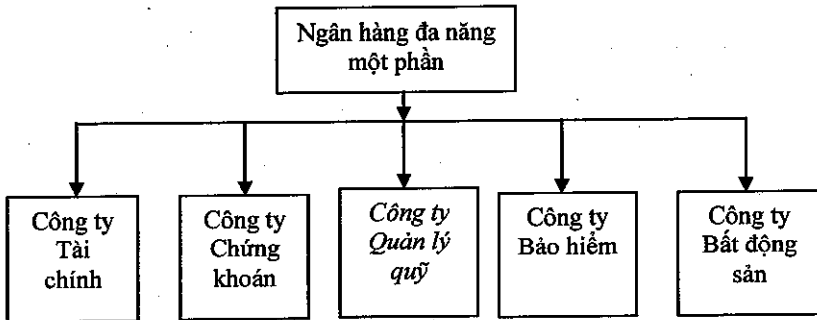 Ngân hàng đa năng
một phần
Công ty
Tài
chính
Công ty
Chứng
khoán
Công ty
Quản lý
quỹ
Công ty
Bảo hiểm
Công ty
Bất động
sản